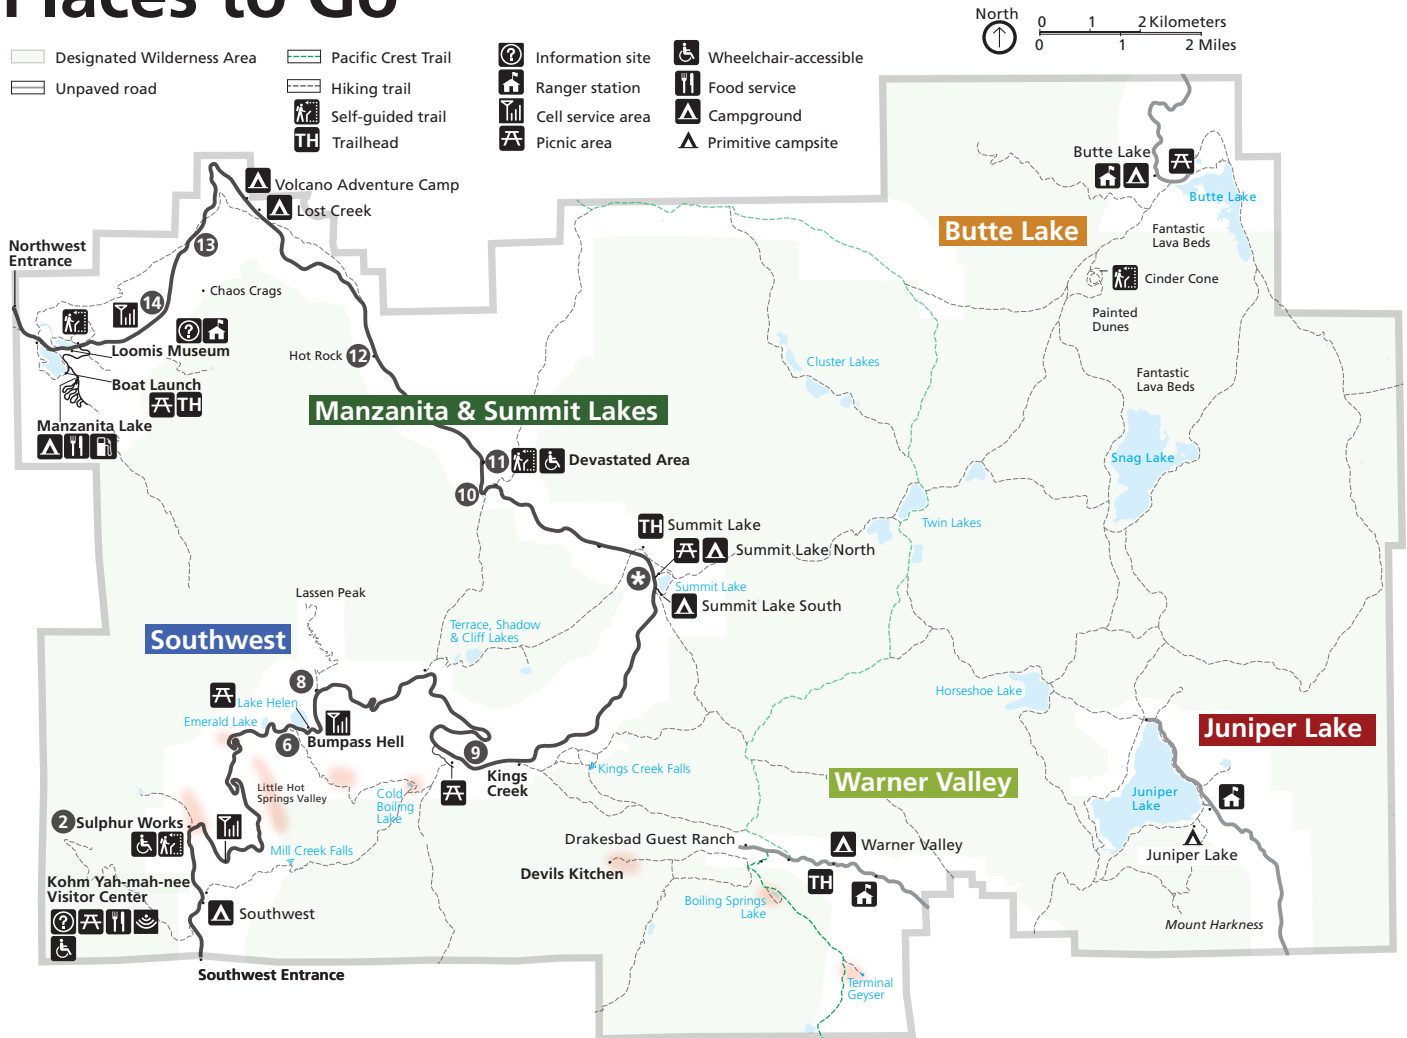 Places to Go
North
0 1 2 Kilometers
0 1 2 Miles
Designated Wilderness Area
Unpaved road
Pacific Crest Trail
Hiking trail
Self-guided trail
TH Trailhead
Information site
Ranger station
Cell service area
Picnic area
Wheelchair-accessible
Food service
Campground
Primitive campsite
Volcano Adventure Camp
Lost Creek
Northwest
Entrance
13
Chaos Crags
14
Loomis Museum
Hot Rock 12
Boat Launch
TH
Manzanita Lake
Manzanita & Summit Lakes
11 Devastated Area
10
TH Summit Lake
Summit Lake North
*
Summit Lake
Summit Lake South
Butte Lake
Butte Lake
Butte Lake
Fantastic
Lava Beds
Cinder Cone
Painted
Dunes
Fantastic
Lava Beds
Cluster Lakes
Snag Lake
Twin Lakes
Lassen Peak
Southwest
Terrace, Shadow
& Cliff Lakes
8
Lake Helen
Emerald Lake
6 Bumpass Hell
9
Kings
Creek
Kings Creek Falls
Little Hot
Springs Valley
Cold
Boiling
Lake
2 Sulphur Works
Mill Creek Falls
Kohm Yah-mah-nee
Visitor Center
Southwest
Southwest Entrance
Horseshoe Lake
Juniper Lake
Warner Valley
Juniper
Lake
Juniper Lake
Drakesbad Guest Ranch
Warner Valley
Devils Kitchen
TH
Boiling Springs
Lake
Mount Harkness
Terminal
Geyser